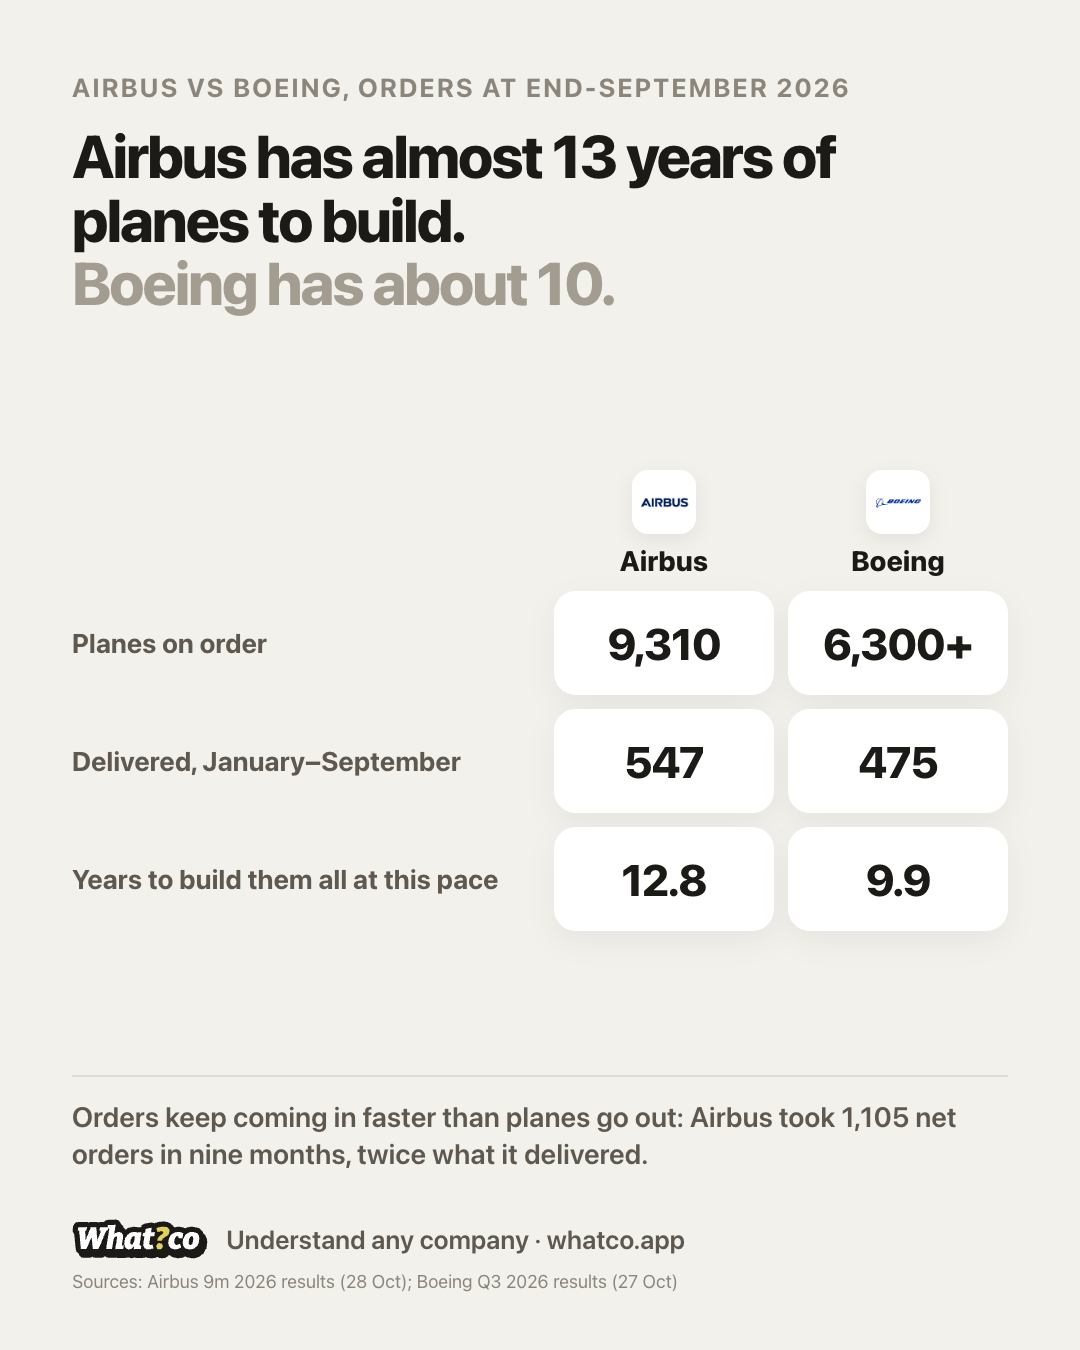 AIRBUS VS BOEING, ORDERS AT END-SEPTEMBER 2026
Airbus has almost 13 years of
planes to build.
Boeing has about 10.
AIRBUS
BOEING
Airbus
Boeing
Planes on order
9,310
6,300+
Delivered, January–September
547
475
Years to build them all at this pace
12.8
9.9
Orders keep coming in faster than planes go out: Airbus took 1,105 net
orders in nine months, twice what it delivered.
What?co
Understand any company · whatco.app
Sources: Airbus 9m 2026 results (28 Oct); Boeing Q3 2026 results (27 Oct)